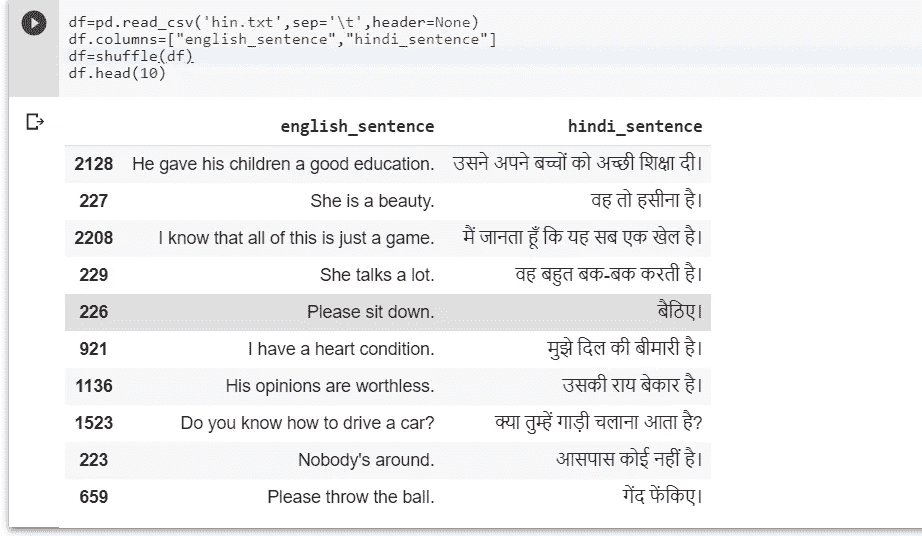 df=pd.read_csv('hin.txt',sep='\t',header=None)
df.columns=["english_sentence","hindi_sentence"]
df=shuffle(df)
df.head(10)
english_sentence hindi_sentence
2128 He gave his children a good education. उसने अपने बच्चों को अच्छी शिक्षा दी।
227 She is a beauty. वह तो हसीना है।
2208 I know that all of this is just a game. मैं जानता हूँ कि यह सब एक खेल है।
229 She talks a lot. वह बहुत बक-बक करती है।
226 Please sit down. बैठिए।
921 I have a heart condition. मुझे दिल की बीमारी है।
1136 His opinions are worthless. उसकी राय बेकार है।
1523 Do you know how to drive a car? क्या तुम्हें गाड़ी चलाना आता है?
223 Nobody's around. आसपास कोई नहीं है।
659 Please throw the ball. गेंद फेंकिए।